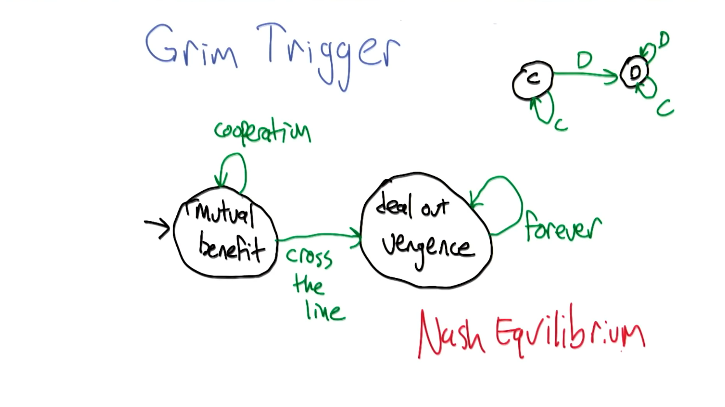 Grim Trigger
D
D
C
D
C
C
cooperation
mutual
benefit
deal out
vengence
forever
cross
the
line
Nash Equilibrium